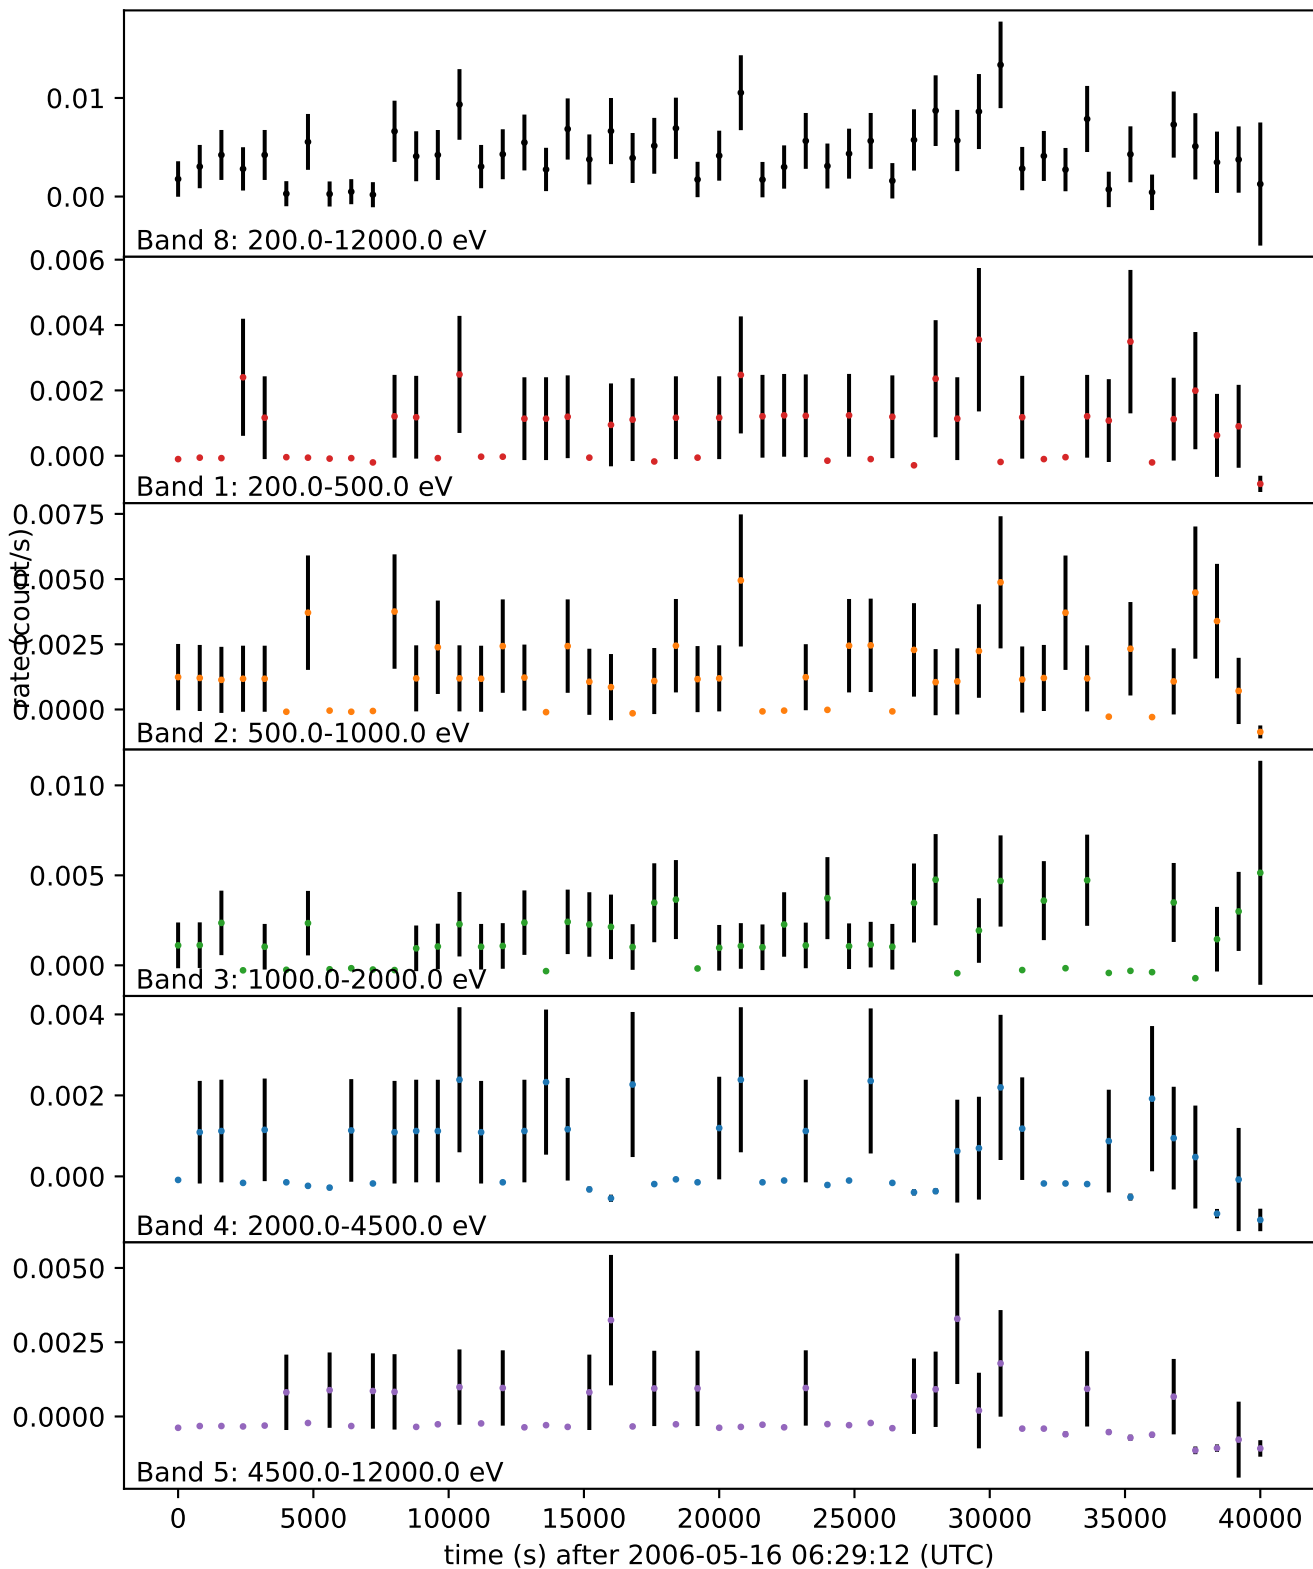 0.01
0.00
Band 8: 200.0-12000.0 eV
0.006
0.004
0.002
0.000
Band 1: 200.0-500.0 eV
0.0075
0.0050
0.0025
0.0000
rate (count/s)
Band 2: 500.0-1000.0 eV
0.010
0.005
0.000
Band 3: 1000.0-2000.0 eV
0.004
0.002
0.000
Band 4: 2000.0-4500.0 eV
0.0050
0.0025
0.0000
Band 5: 4500.0-12000.0 eV
0 5000 10000 15000 20000 25000 30000 35000 40000
time (s) after 2006-05-16 06:29:12 (UTC)